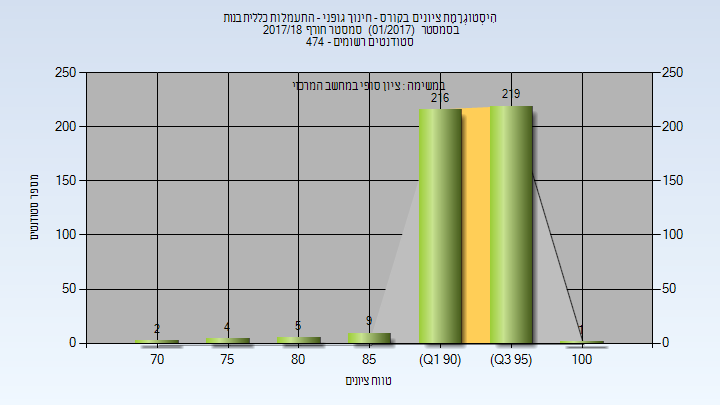 היסטוגרמת ציונים בקורס - חינוך גופני - התעמלות כללית בנות
בסמסטר (01/2017) סמסטר חורף 2017/18
סטודנטים רשומים - 474
במשימה : ציון סופי במחשב המרכזי
250 250
200 200
150 150
100 100
50 50
0 0
2 4 5 9 216 219 1
מספר סטודנטים
70 75 80 85 (Q1 90) (Q3 95) 100
טווח ציונים